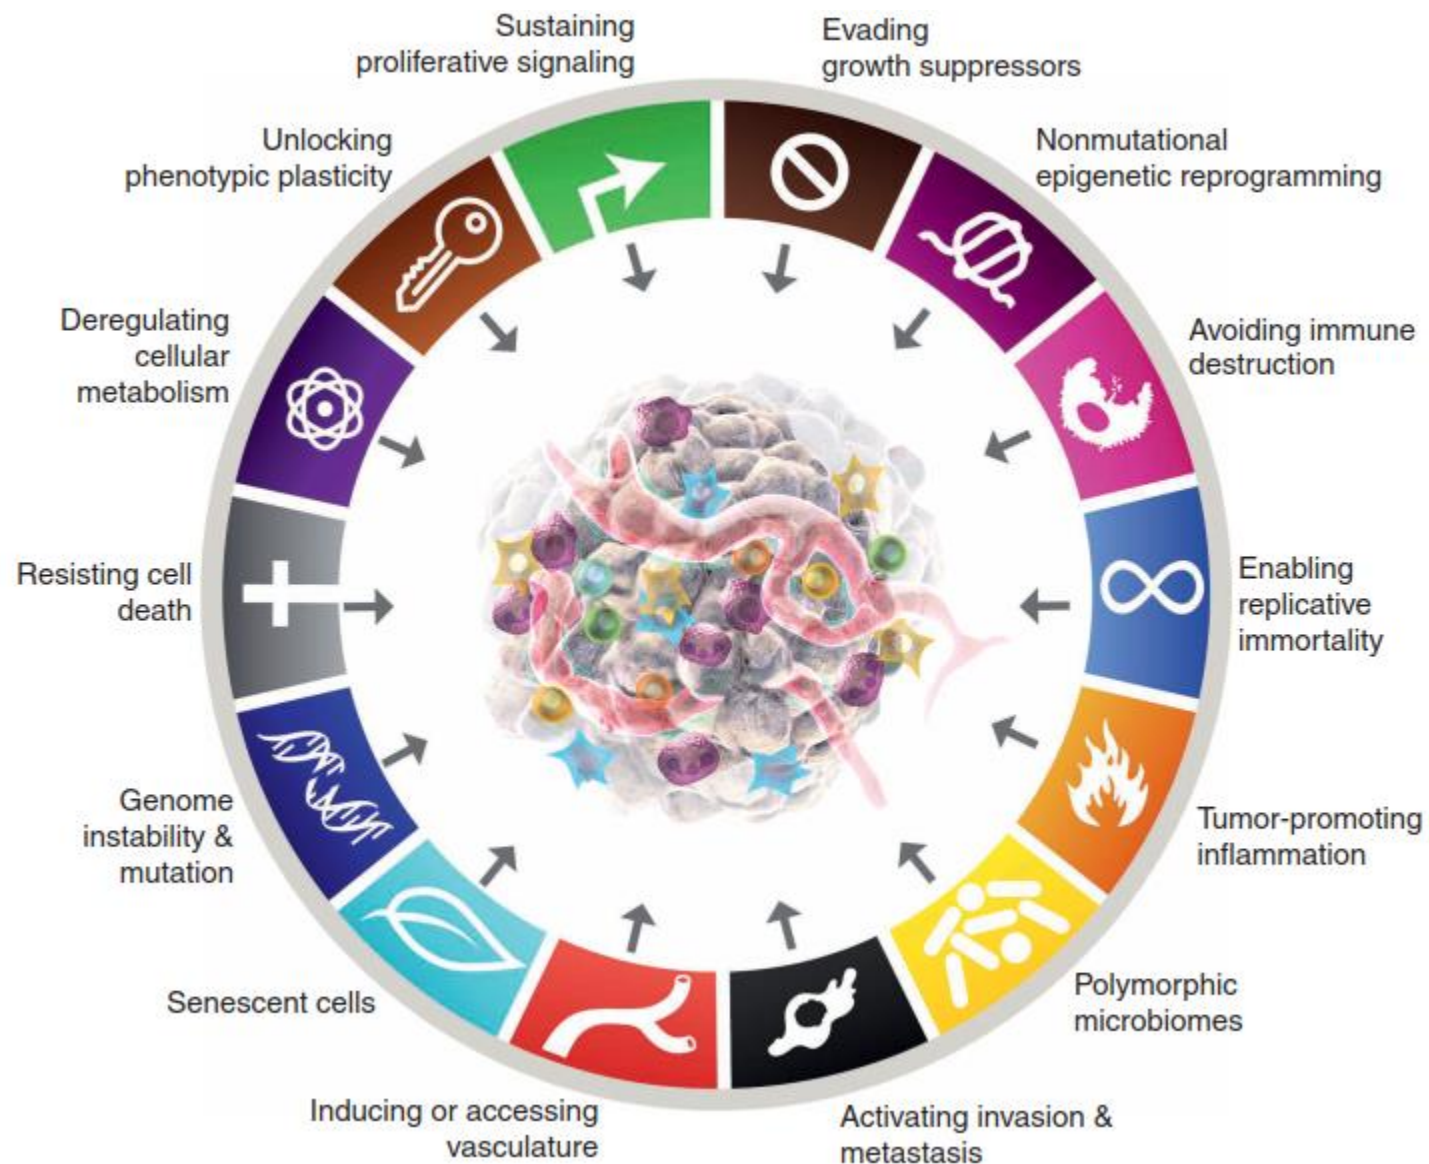 Sustaining
proliferative signaling
Evading
growth suppressors
Nonmutational
epigenetic reprogramming
Avoiding immune
destruction
Enabling
replicative
immortality
Tumor-promoting
inflammation
Polymorphic
microbiomes
Activating invasion &
metastasis
Inducing or accessing
vasculature
Senescent cells
Genome
instability &
mutation
Resisting cell
death
Deregulating
cellular
metabolism
Unlocking
phenotypic plasticity